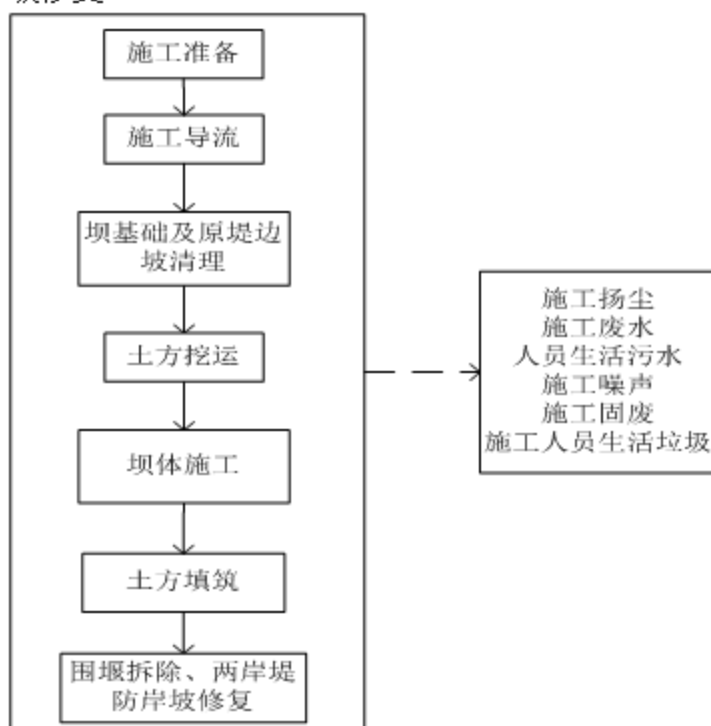 施工准备
施工导流
坝基础及原堤边
坡清理
土方挖运
坝体施工
土方填筑
围堰拆除、两岸堤
防岸坡修复
施工扬尘
施工废水
人员生活污水
施工噪声
施工固废
施工人员生活垃圾